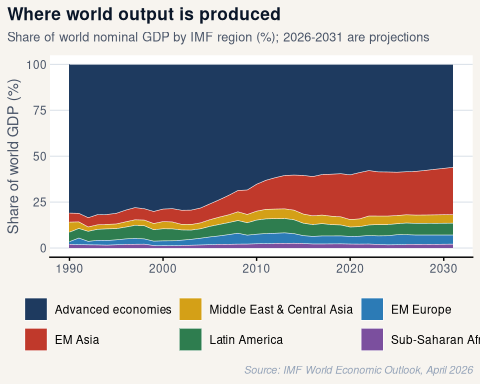 Where world output is produced
Share of world nominal GDP by IMF region (%); 2026-2031 are projections
Share of world GDP (%)
100
75
50
25
0
1990 2000 2010 2020 2030
Advanced economies Middle East & Central Asia EM Europe
EM Asia Latin America Sub-Saharan Afr
Source: IMF World Economic Outlook, April 2026